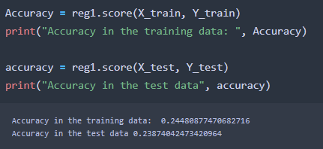 Accuracy = reg1.score(X_train, Y_train)
print("Accuracy in the training data: ", Accuracy)
accuracy = reg1.score(X_test, Y_test)
print("Accuracy in the test data", accuracy)
Accuracy in the training data:  0.24480877470682716
Accuracy in the test data 0.23874042473420964